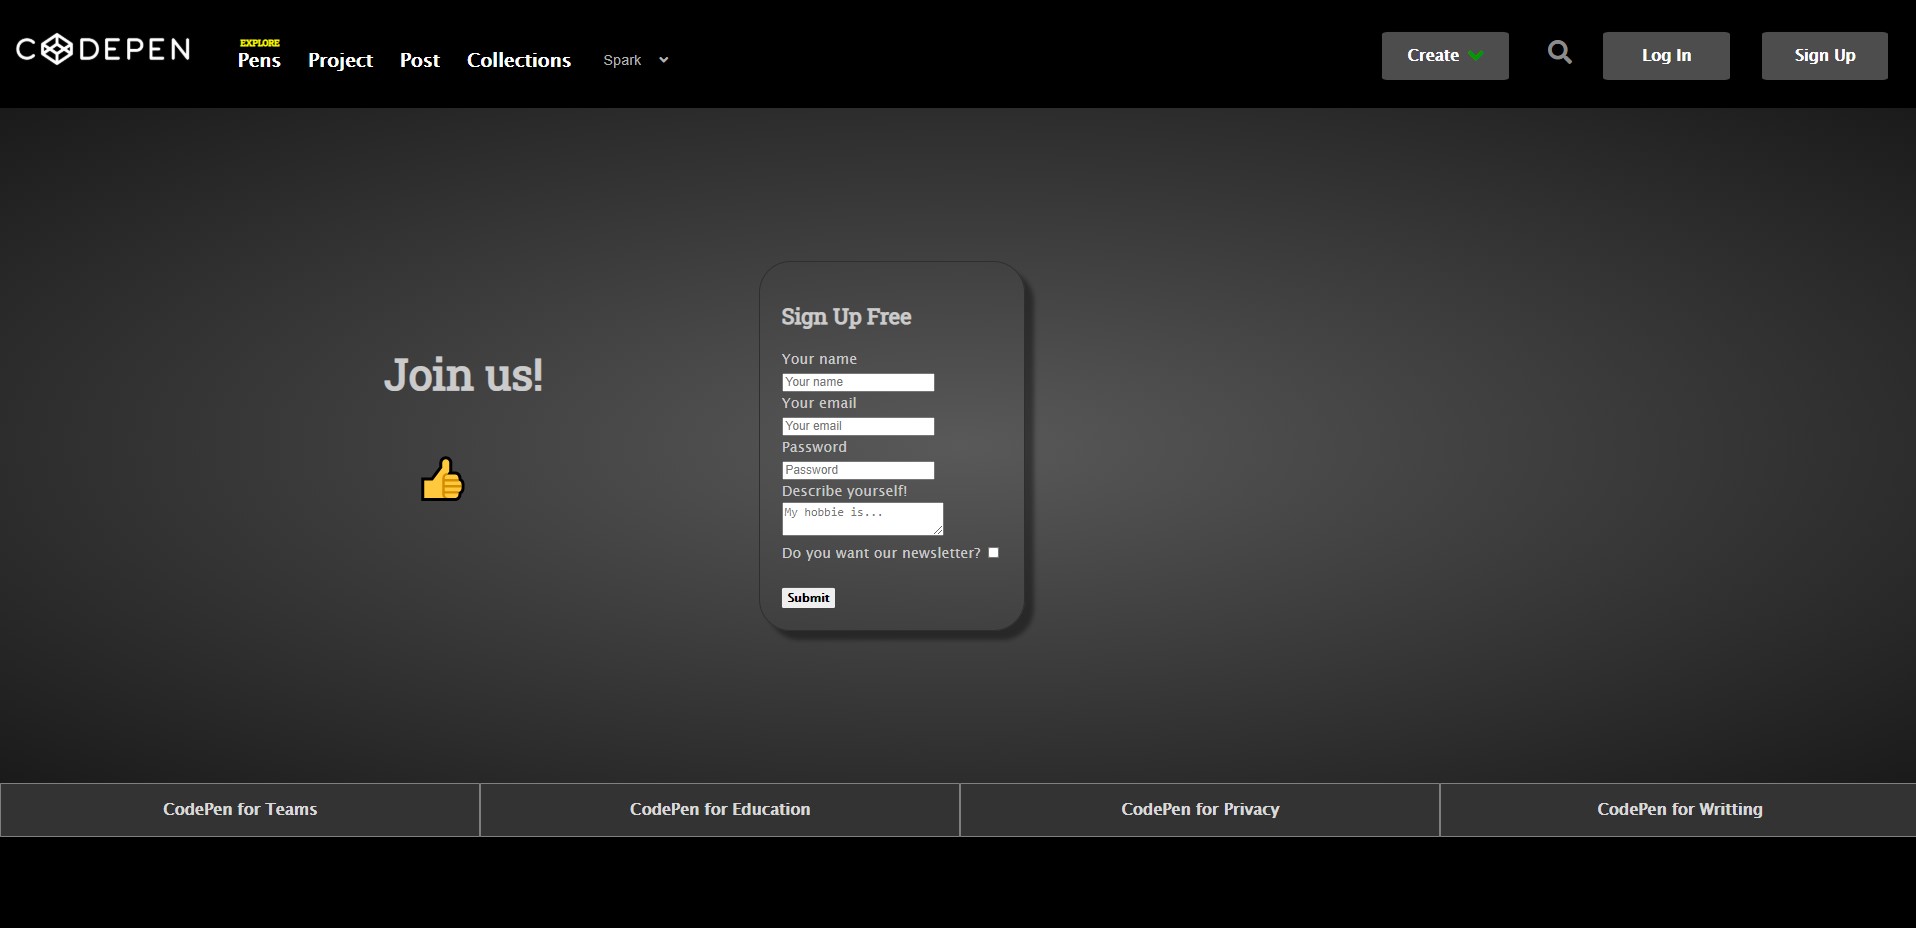 CODEPEN
EXPLORE
Pens Project Post Collections Spark
Create Log In Sign Up
Join us!
Sign Up Free
Your name
Your name
Your email
Your email
Password
Password
Describe yourself!
My hobbie is...
Do you want our newsletter?
Submit
CodePen for Teams CodePen for Education CodePen for Privacy CodePen for Writting